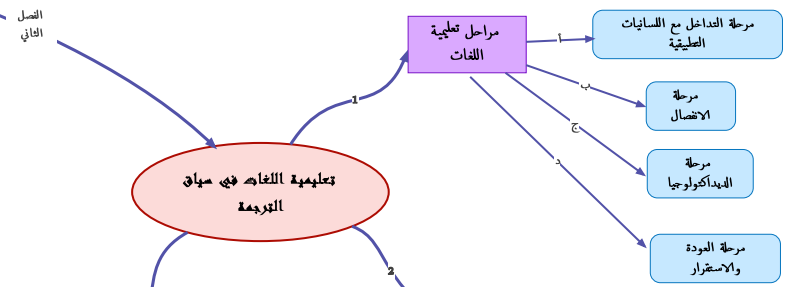 الفصل
الثاني
تعليمية اللغات في سياق
الترجمة
1
مراحل تعليمية
اللغات
أ
مرحلة التداخل مع اللسانيات
التطبيقية
ب
مرحلة
الانفصال
ج
مرحلة
الديداكتولوجيا
د
مرحلة العودة
والاستقرار
2